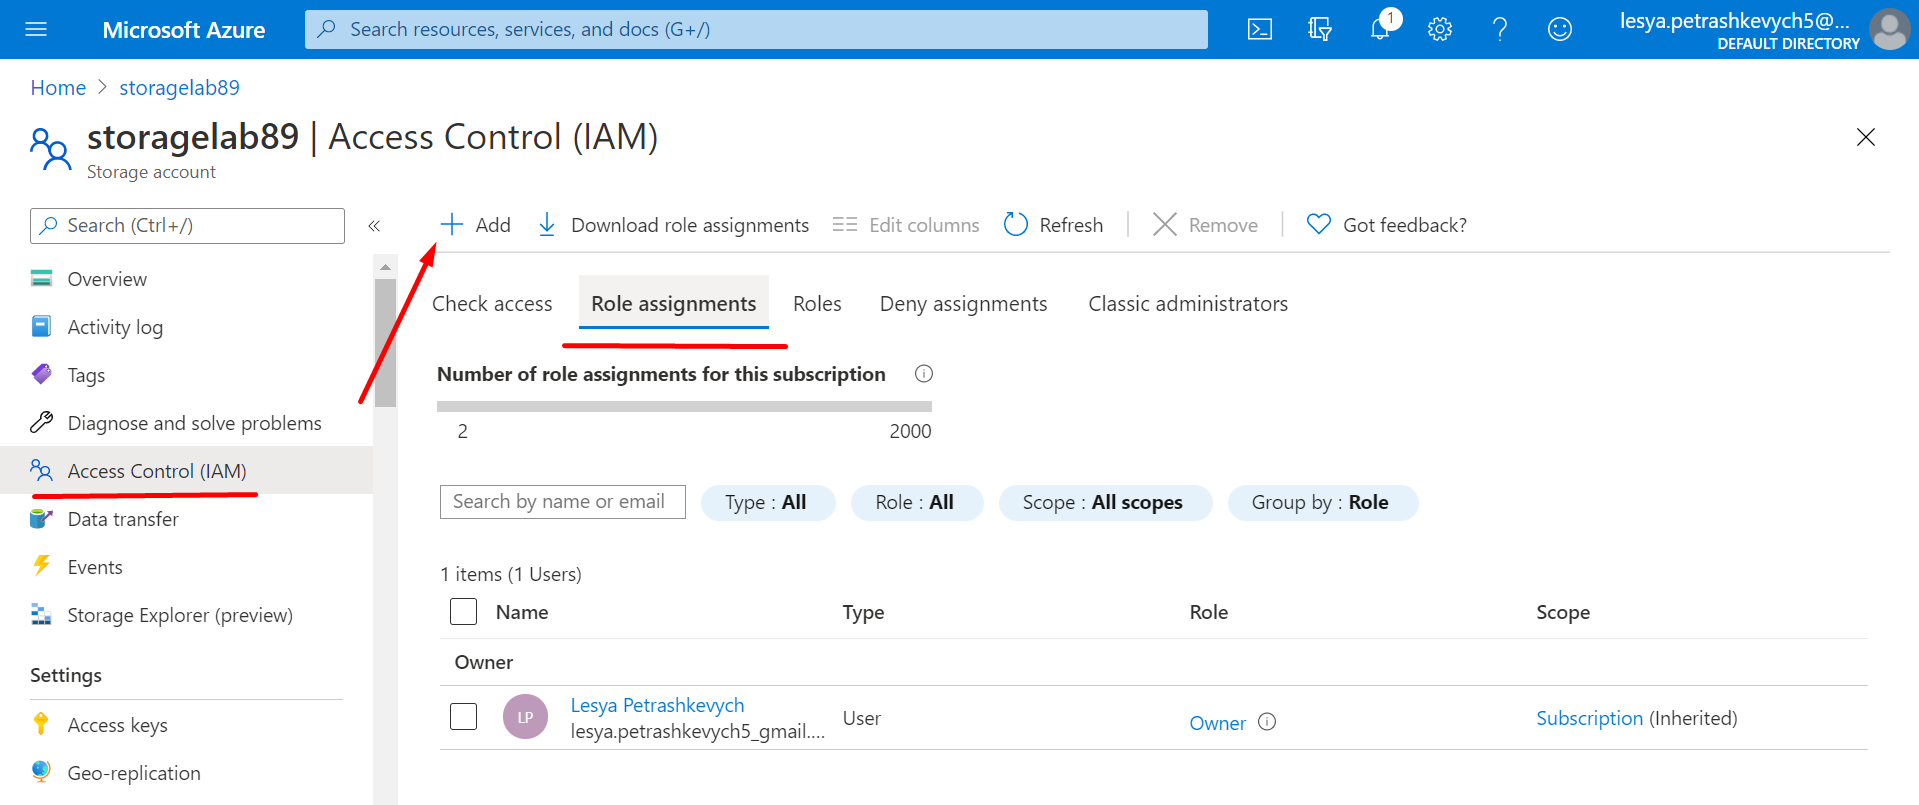 Microsoft Azure
Search resources, services, and docs (G+/)
1
lesya.petrashkevych5@...
DEFAULT DIRECTORY
Home > storagelab89
storagelab89 | Access Control (IAM)
Storage account
Search (Ctrl+/)
«
Add
Download role assignments
Edit columns
Refresh
Remove
Got feedback?
Overview
Activity log
Tags
Diagnose and solve problems
Access Control (IAM)
Data transfer
Events
Storage Explorer (preview)
Settings
Access keys
Geo-replication
Check access
Role assignments
Roles
Deny assignments
Classic administrators
Number of role assignments for this subscription
2
2000
Search by name or email
Type : All
Role : All
Scope : All scopes
Group by : Role
1 items (1 Users)
Name
Type
Role
Scope
Owner
LP
Lesya Petrashkevych
lesya.petrashkevych5_gmail....
User
Owner
Subscription (Inherited)